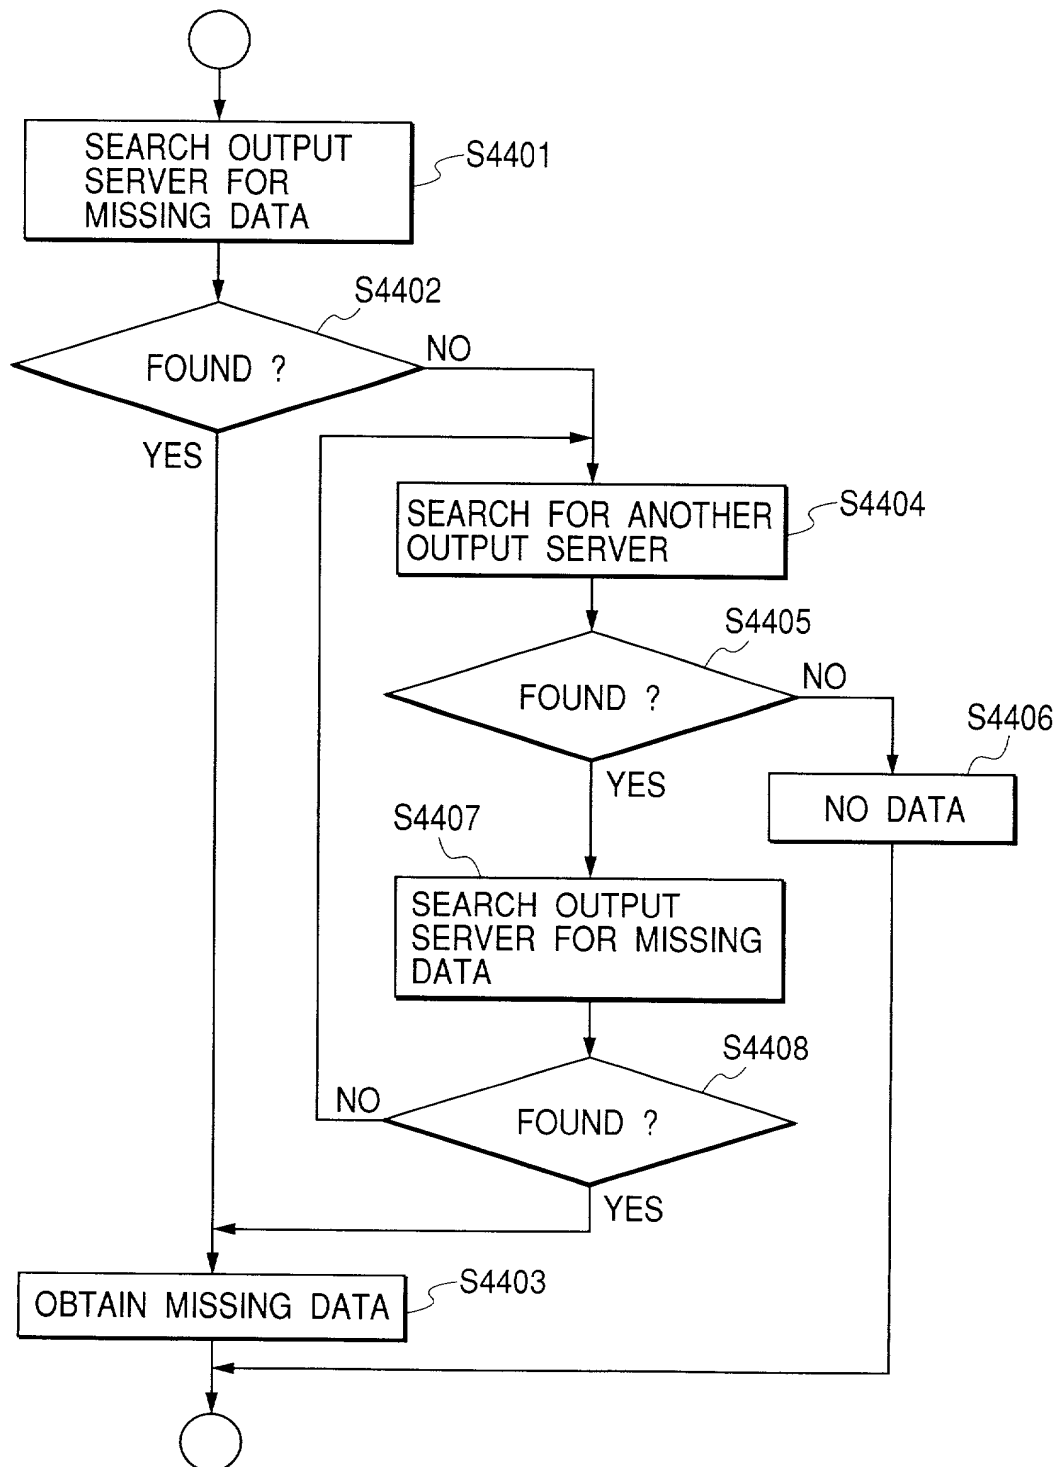 SEARCH OUTPUT
SERVER FOR
MISSING DATA
S4401
S4402
FOUND ?
NO
YES
SEARCH FOR ANOTHER
OUTPUT SERVER
S4404
S4405
FOUND ?
NO
YES
S4406
NO DATA
S4407
SEARCH OUTPUT
SERVER FOR MISSING
DATA
S4408
FOUND ?
NO
YES
OBTAIN MISSING DATA
S4403